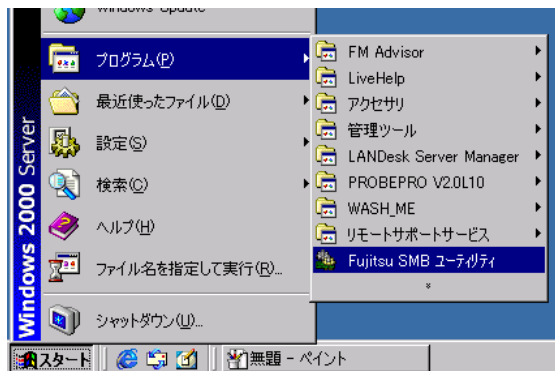 Windows Update
プログラム(P)
最近使ったファイル(D)
設定(S)
検索(C)
ヘルプ(H)
ファイル名を指定して実行(R)...
シャットダウン(U)...
Windows 2000 Server
FM Advisor
LiveHelp
アクセサリ
管理ツール
LANDesk Server Manager
PROBEPRO V2.0L10
WASH_ME
リモートサポートサービス
Fujitsu SMB ユーティリティ
スタート
無題 - ペイント